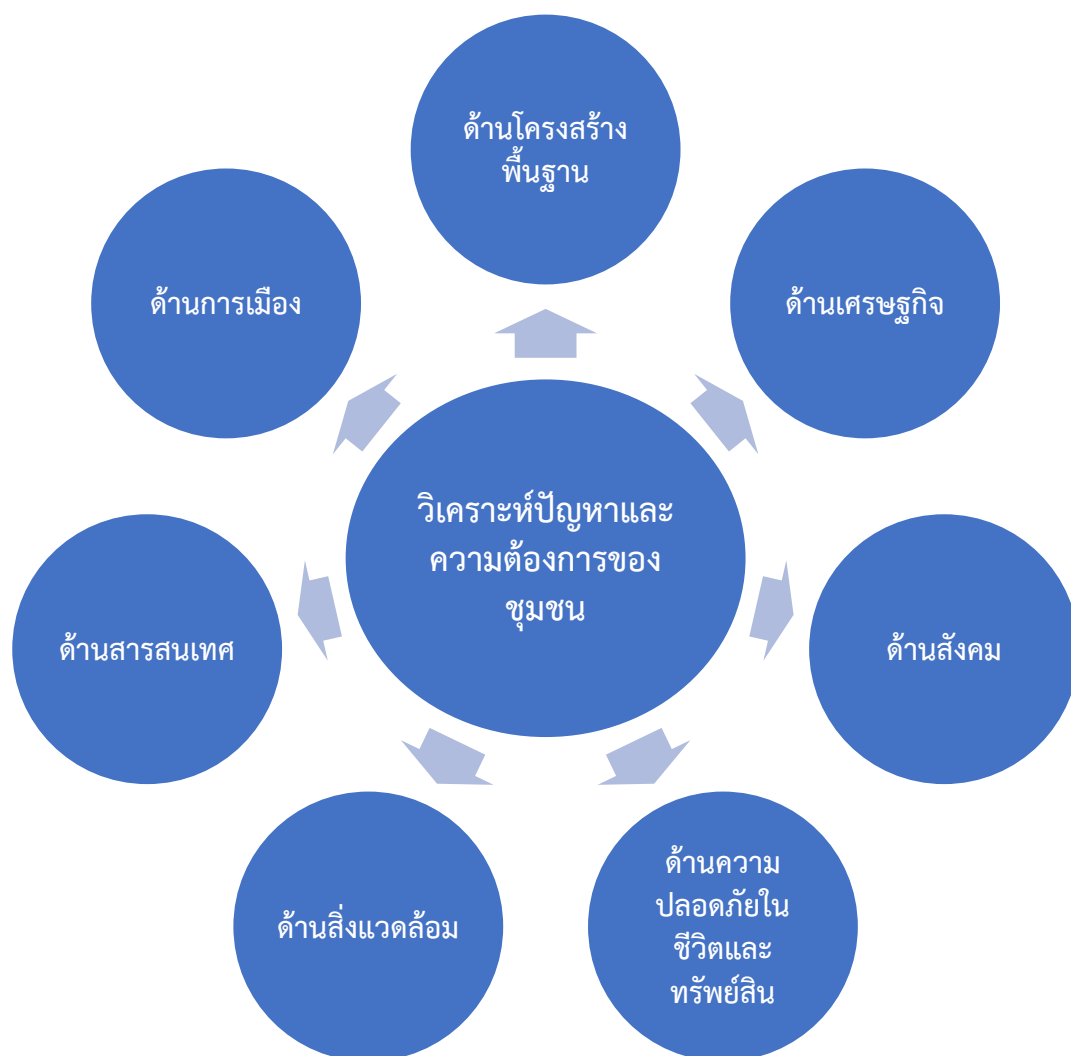 ด้านโครงสร้าง
พื้นฐาน
ด้านเศรษฐกิจ
ด้านสังคม
ด้านความ
ปลอดภัยใน
ชีวิตและ
ทรัพย์สิน
ด้านสิ่งแวดล้อม
ด้านสารสนเทศ
ด้านการเมือง
วิเคราะห์ปัญหาและ
ความต้องการของ
ชุมชน